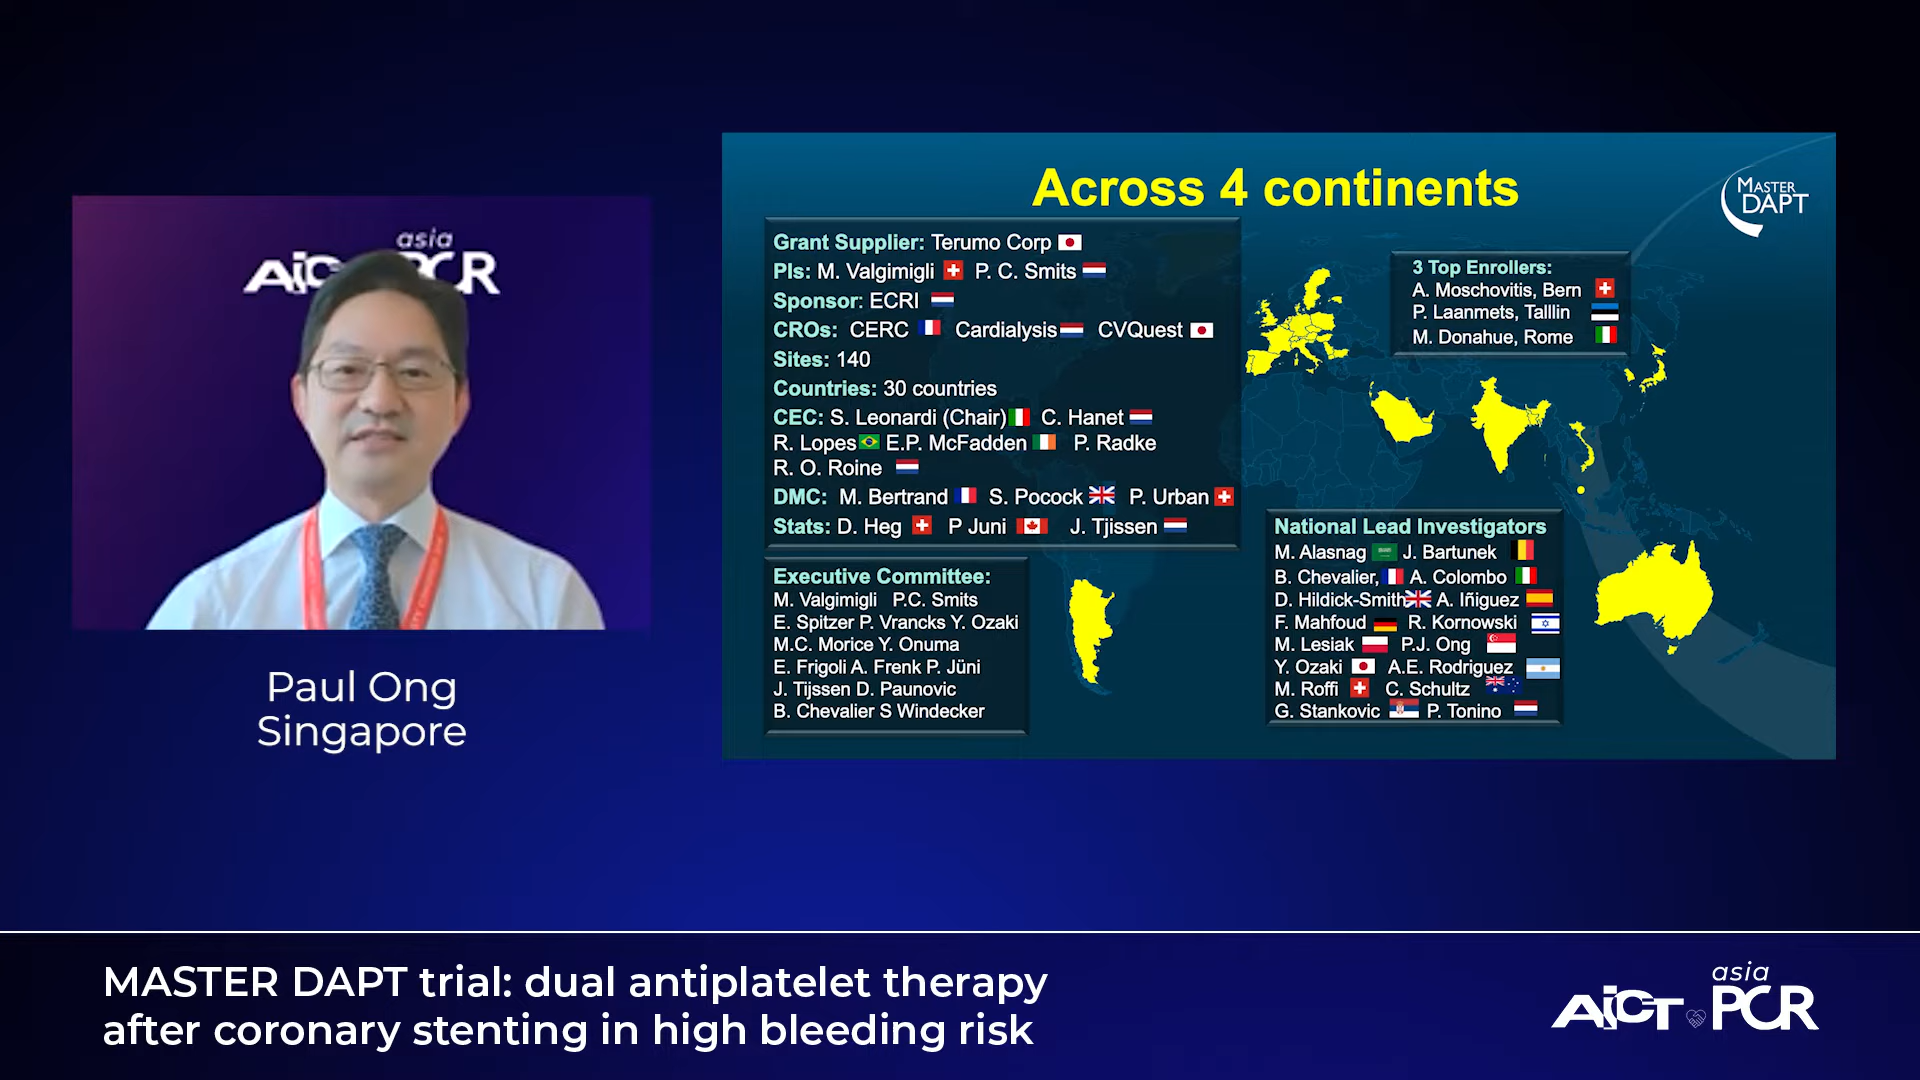 asia
AICT PCR
Paul Ong
Singapore
Across 4 continents
MASTER
DAPT
Grant Supplier: Terumo Corp
PIs: M. Valgimigli P. C. Smits
Sponsor: ECRI
CROs: CERC Cardialysis CVQuest
Sites: 140
Countries: 30 countries
CEC: S. Leonardi (Chair) C. Hanet
R. Lopes E.P. McFadden P. Radke
R. O. Roine
DMC: M. Bertrand S. Pocock P. Urban
Stats: D. Heg P Juni J. Tjissen
Executive Committee:
M. Valgimigli P.C. Smits
E. Spitzer P. Vrancks Y. Ozaki
M.C. Morice Y. Onuma
E. Frigoli A. Frenk P. Jüni
J. Tijssen D. Paunovic
B. Chevalier S Windecker
3 Top Enrollers:
A. Moschovitis, Bern
P. Laanmets, Talllin
M. Donahue, Rome
National Lead Investigators
M. Alasnag J. Bartunek
B. Chevalier, A. Colombo
D. Hildick-Smith A. Iñiguez
F. Mahfoud R. Kornowski
M. Lesiak P.J. Ong
Y. Ozaki A.E. Rodriguez
M. Roffi C. Schultz
G. Stankovic P. Tonino
MASTER DAPT trial: dual antiplatelet therapy
after coronary stenting in high bleeding risk
asia
AICT PCR